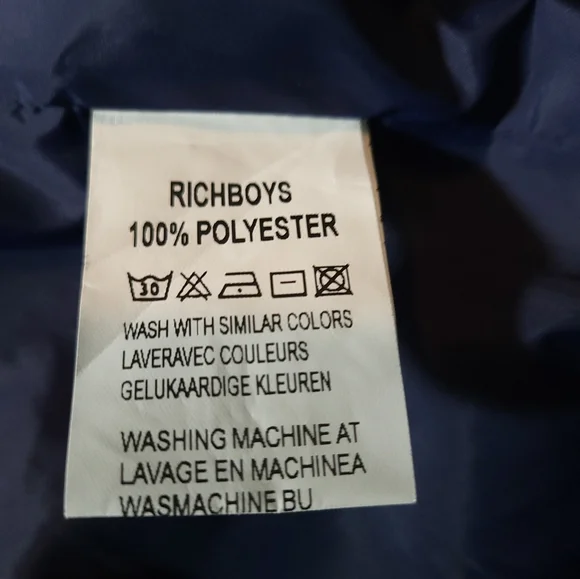 RICHBOYS
100% POLYESTER
30
WASH WITH SIMILAR COLORS
LAVERAVEC COULEURS
GELUKAARDIGE KLEUREN
WASHING MACHINE AT
LAVAGE EN MACHINEA
WASMACHINE BU